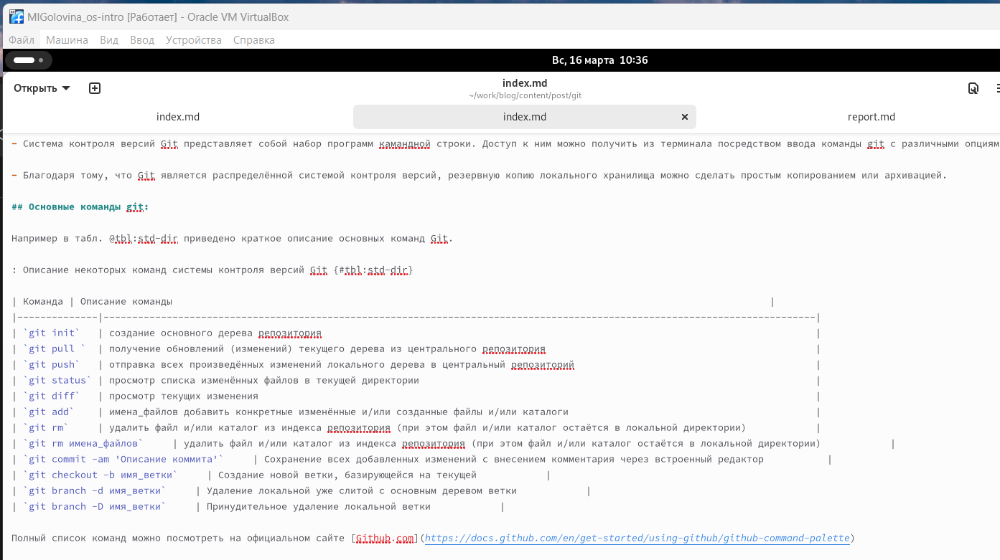 MIGolovina_os-intro [Работает] - Oracle VM VirtualBox
Файл Машина Вид Ввод Устройства Справка
Вс, 16 марта 10:36
Открыть
index.md
~/work/blog/content/post/git
index.md index.md × report.md
- Система контроля версий Git представляет собой набор программ камандной строки. Доступ к ним можно получить из терминала посредством ввода команды git с различными опциям
- Благодаря тому, что Git является распределённой системой контроля версий, резервную копию локального хранилища можно сделать простым копированием или архивацией.
## Основные команды git:
Например в табл. @tbl:std-dir приведено краткое описание основных команд Git.
: Описание некоторых команд системы контроля версий Git {#tbl:std-dir}
| Команда | Описание команды |
|--------------|----------------------------------------------------------------------------------------------------------------------------|
| `git init` | создание основного дерева репозитория |
| `git pull ` | получение обновлений (изменений) текущего дерева из центрального репозитория |
| `git push` | отправка всех произведённых изменений локального дерева в центральный репозиторий |
| `git status` | просмотр списка изменённых файлов в текущей директории |
| `git diff` | просмотр текущих изменения |
| `git add` | имена_файлов добавить конкретные изменённые и/или созданные файлы и/или каталоги |
| `git rm` | удалить файл и/или каталог из индекса репозитория (при этом файл и/или каталог остаётся в локальной директории) |
| `git rm имена_файлов` | удалить файл и/или каталог из индекса репозитория (при этом файл и/или каталог остаётся в локальной директории) |
| `git commit -am 'Описание коммита'` | Сохранение всех добавленных изменений с внесением комментария через встроенный редактор |
| `git checkout -b имя_ветки` | Создание новой ветки, базирующейся на текущей |
| `git branch -d имя_ветки` | Удаление локальной уже слитой с основным деревом ветки |
| `git branch -D имя_ветки` | Принудительное удаление локальной ветки |
Полный список команд можно посмотреть на официальном сайте [Github.com](https://docs.github.com/en/get-started/using-github/github-command-palette)